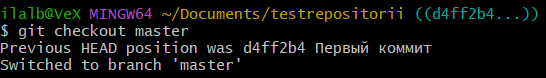 ilalb@VeX MINGW64 ~/Documents/testrepositorii ((d4ff2b4...))
$ git checkout master
Previous HEAD position was d4ff2b4 Первый коммит
Switched to branch 'master'